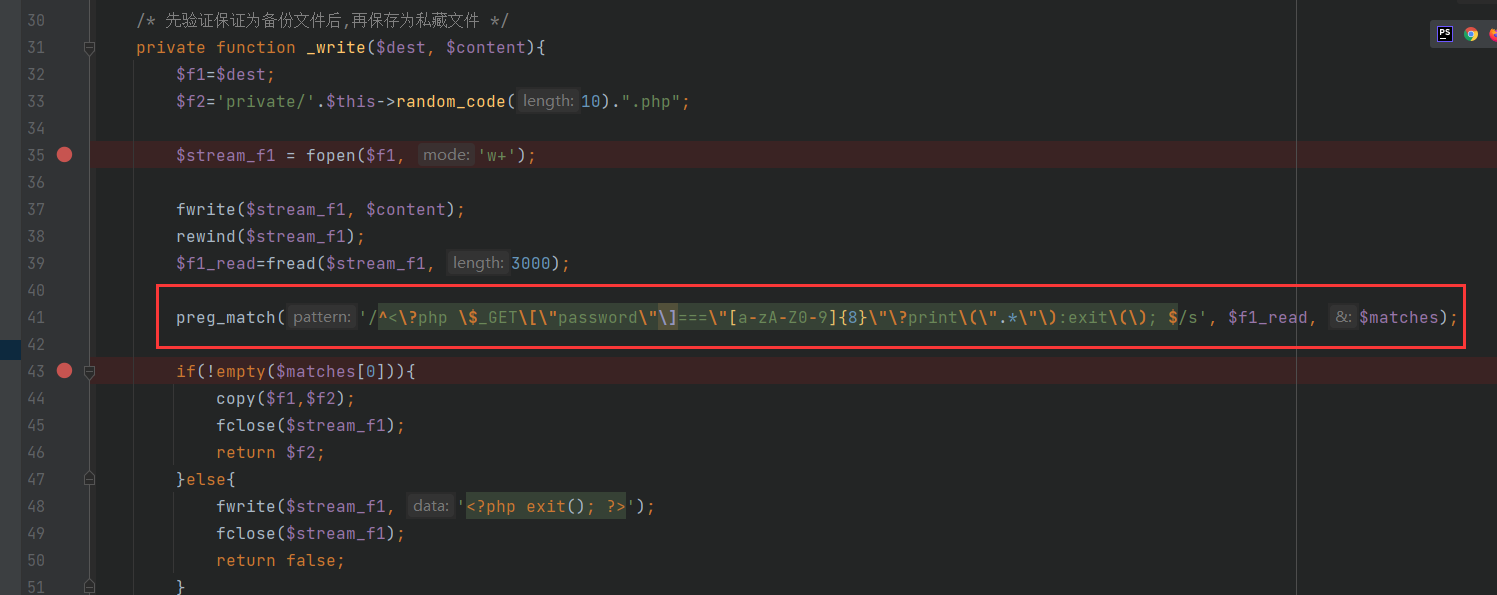 30 /* 先验证保证为备份文件后,再保存为私藏文件 */
31 private function _write($dest, $content){
32 $f1=$dest;
33 $f2='private/'.$this->random_code( length: 10).".php";
34
35 $stream_f1 = fopen($f1, mode: 'w+');
36
37 fwrite($stream_f1, $content);
38 rewind($stream_f1);
39 $f1_read=fread($stream_f1, length: 3000);
40
41 preg_match( pattern: '/^<\?php \$_GET\[\"password\"\]===\"[a-zA-Z0-9]{8}\"\?print\(\".*\"\):exit\(\); $/s', $f1_read, &: $matches);
42
43 if(!empty($matches[0])){
44 copy($f1,$f2);
45 fclose($stream_f1);
46 return $f2;
47 }else{
48 fwrite($stream_f1, data: '<?php exit(); ?>');
49 fclose($stream_f1);
50 return false;
51 }
PS